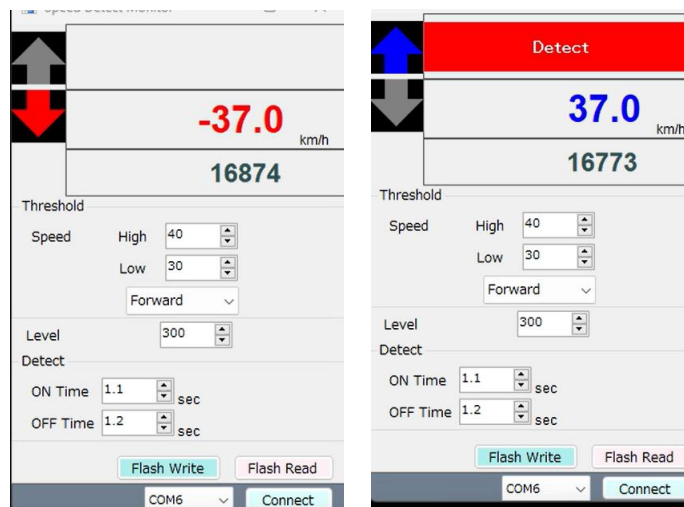 -37.0
km/h
16874
Threshold
Speed High 40
Low 30
Forward
Level 300
Detect
ON Time 1.1 sec
OFF Time 1.2 sec
Flash Write Flash Read
COM6 Connect
Detect
37.0
km/h
16773
Threshold
Speed High 40
Low 30
Forward
Level 300
Detect
ON Time 1.1 sec
OFF Time 1.2 sec
Flash Write Flash Read
COM6 Connect